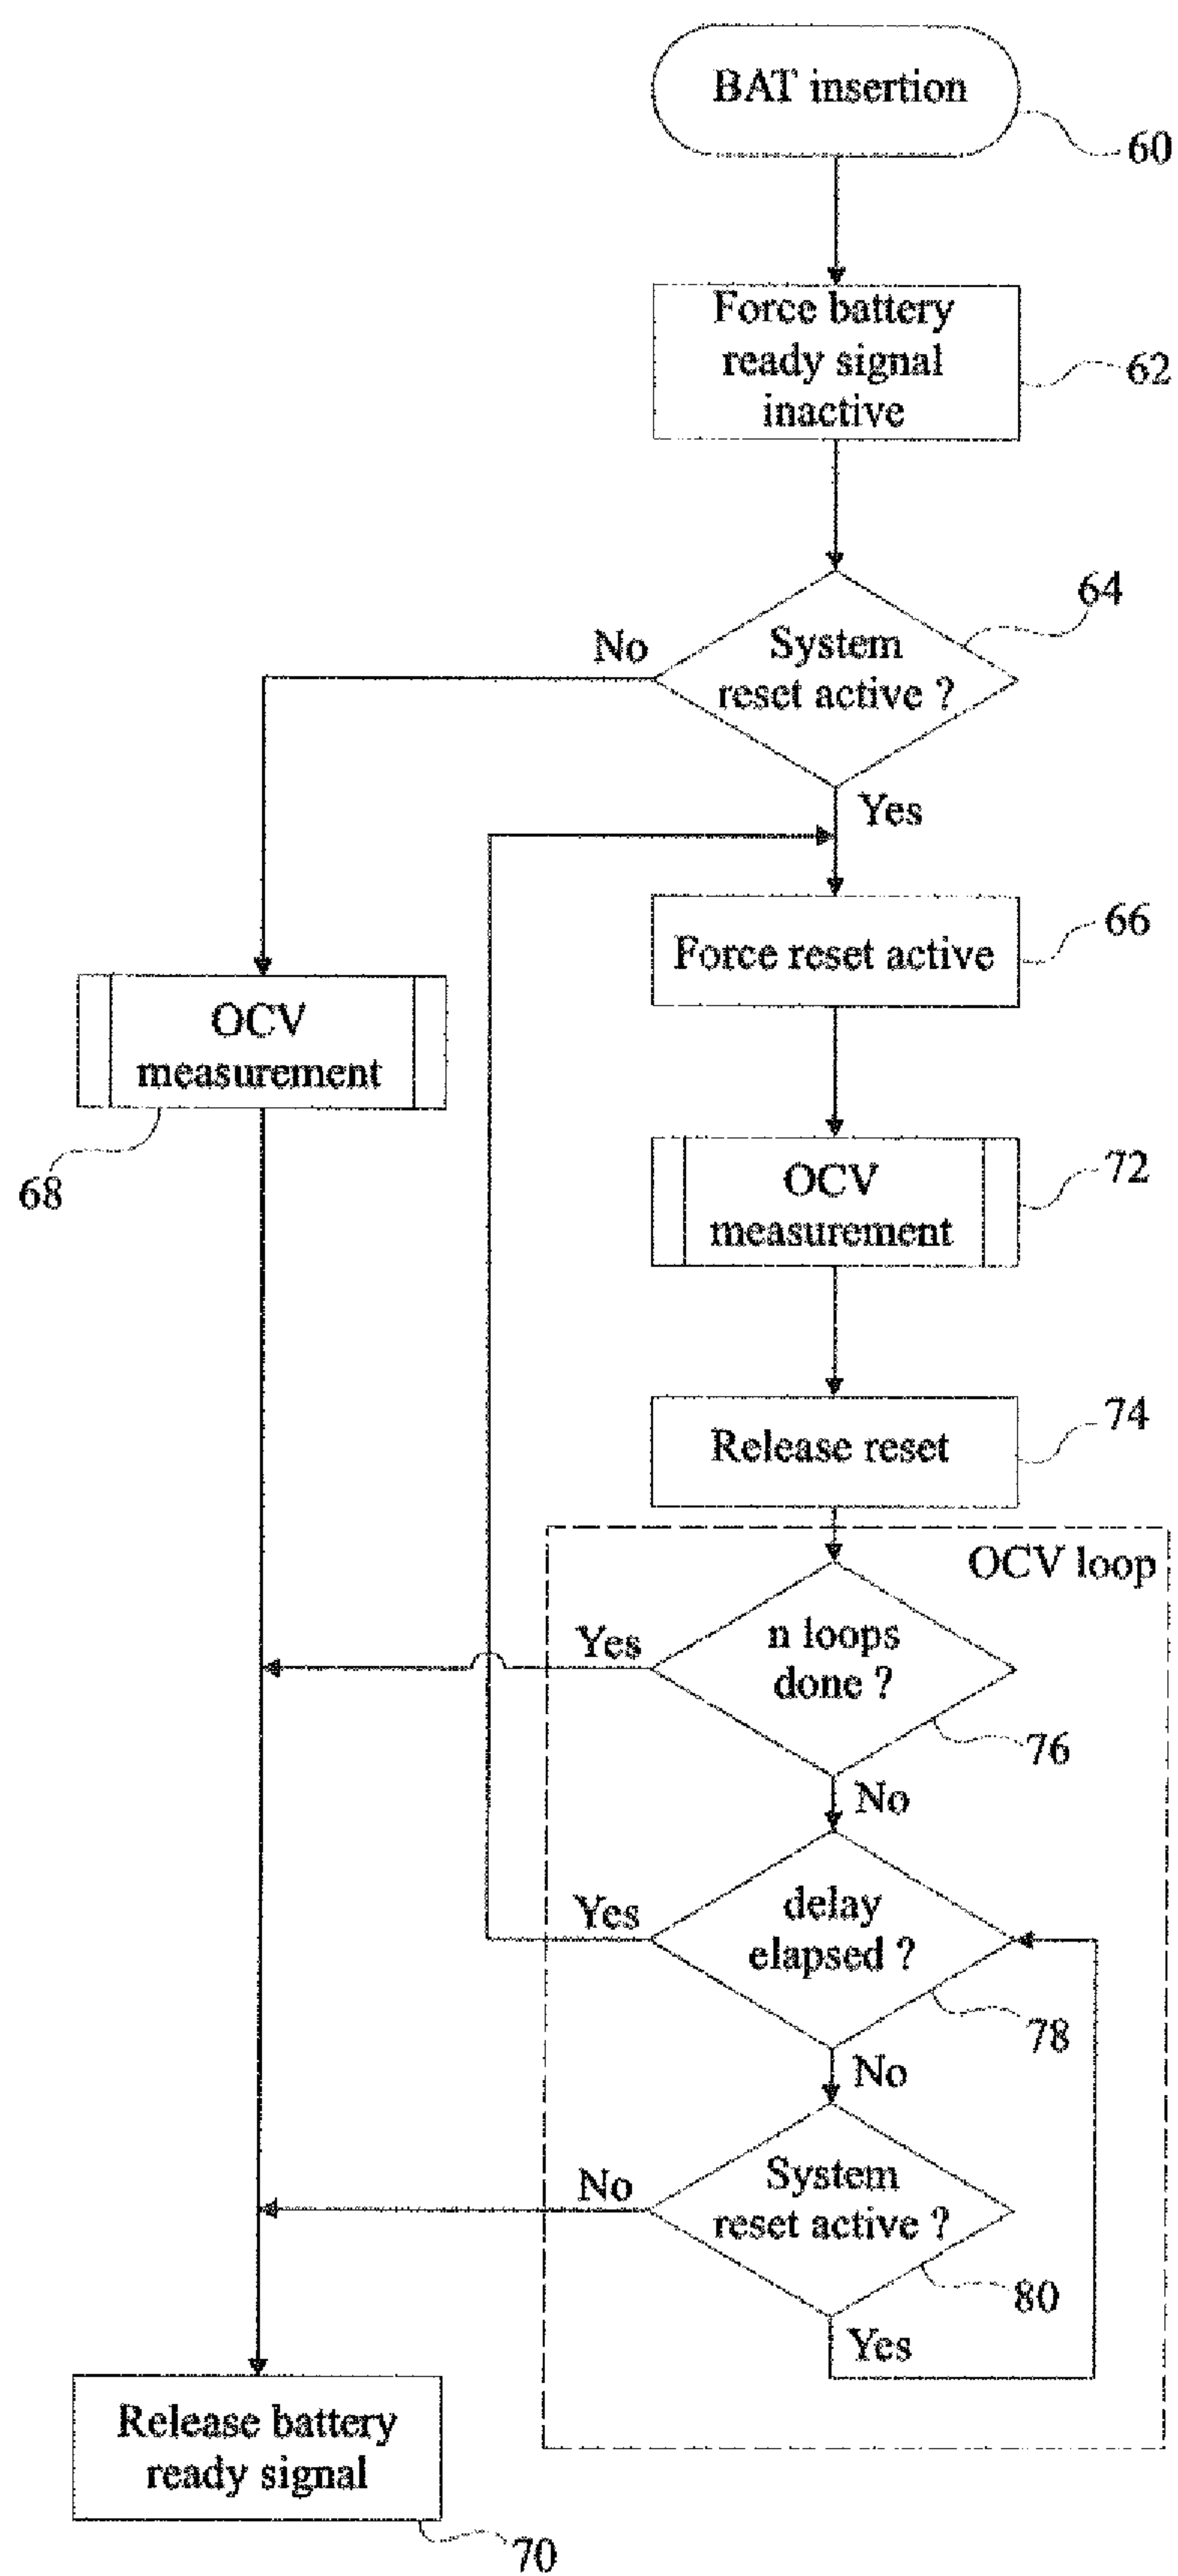 BAT insertion
60
Force battery
ready signal
inactive
62
64
System
reset active ?
No
Yes
66
Force reset active
OCV
measurement
68
72
OCV
measurement
74
Release reset
OCV loop
n loops
done ?
Yes
76
No
delay
elapsed ?
Yes
78
No
System
reset active ?
No
80
Yes
Release battery
ready signal
70